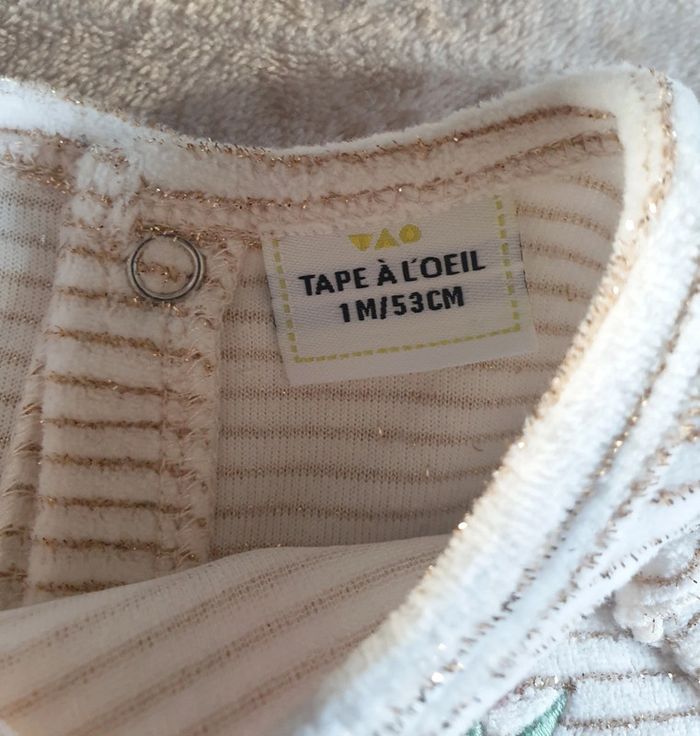 TAO
TAPE À L'OEIL
1M/53CM